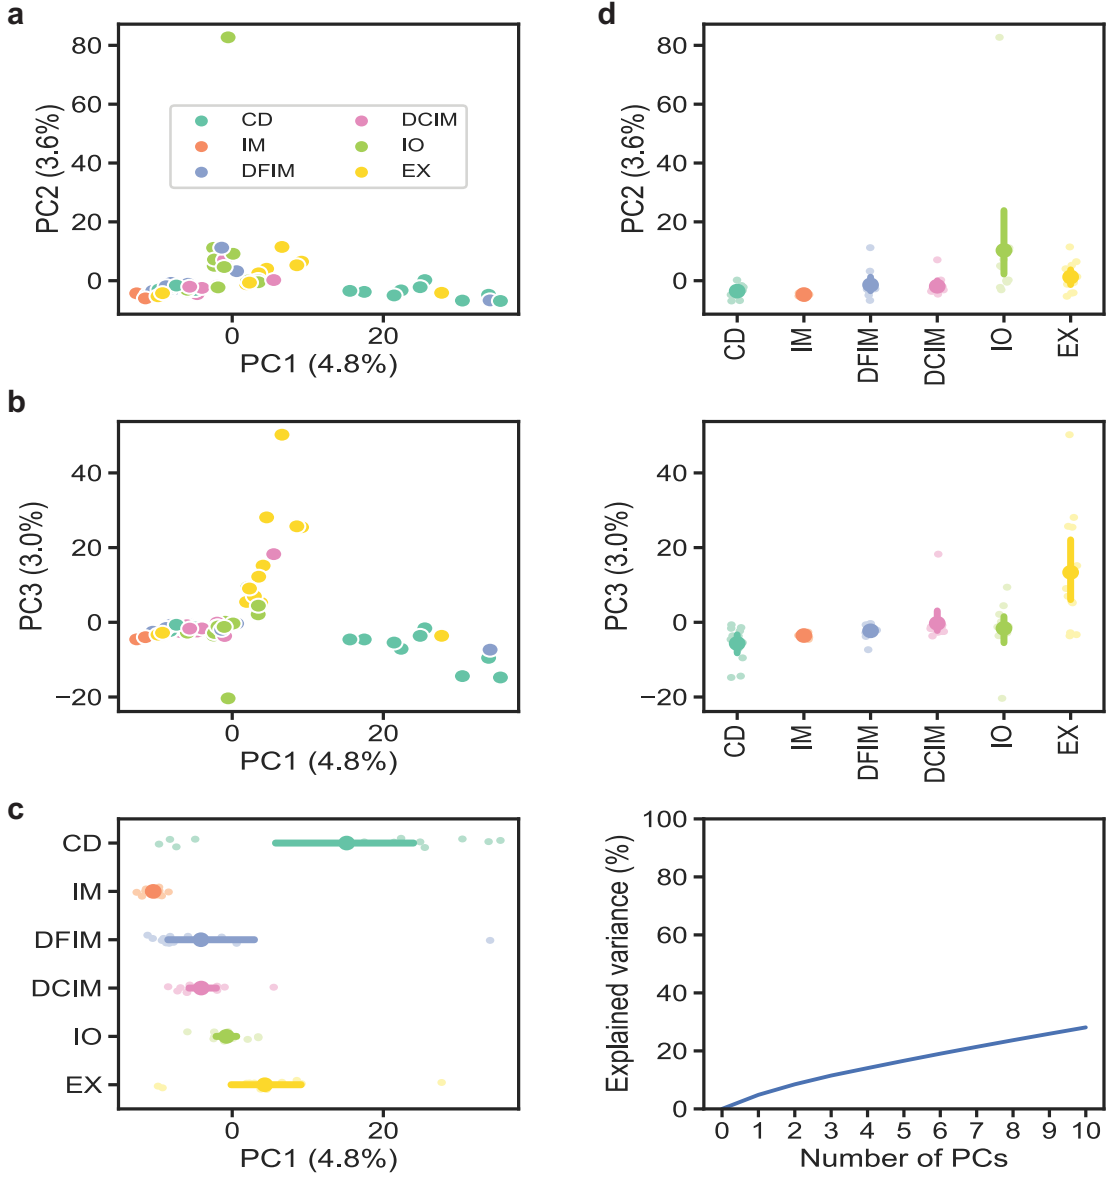 a
80
60
40
20
0
PC2 (3.6%)
CD
IM
DFIM
DCIM
IO
EX
0
20
PC1 (4.8%)
d
80
60
40
20
0
PC2 (3.6%)
CD
IM
DFIM
DCIM
IO
EX
b
40
20
0
−20
PC3 (3.0%)
0
20
PC1 (4.8%)
40
20
0
−20
PC3 (3.0%)
CD
IM
DFIM
DCIM
IO
EX
c
CD
IM
DFIM
DCIM
IO
EX
0
20
PC1 (4.8%)
100
80
60
40
20
0
Explained variance (%)
0 1 2 3 4 5 6 7 8 9 10
Number of PCs